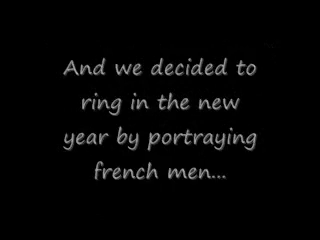 And we decided to
ring in the new
year by portraying
french men...